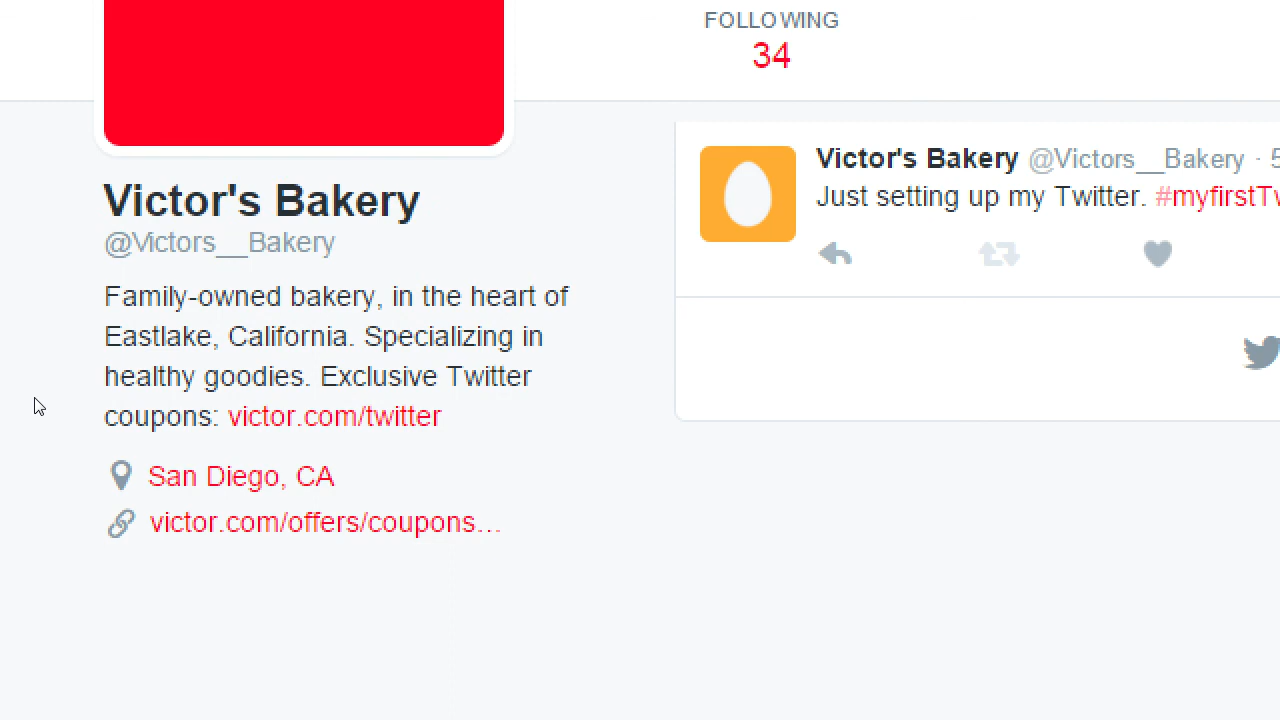 FOLLOWING
34
Victor's Bakery
@Victors__Bakery
Family-owned bakery, in the heart of
Eastlake, California. Specializing in
healthy goodies. Exclusive Twitter
coupons: victor.com/twitter
San Diego, CA
victor.com/offers/coupons…
Victor's Bakery @Victors__Bakery · 5
Just setting up my Twitter. #myfirstTw